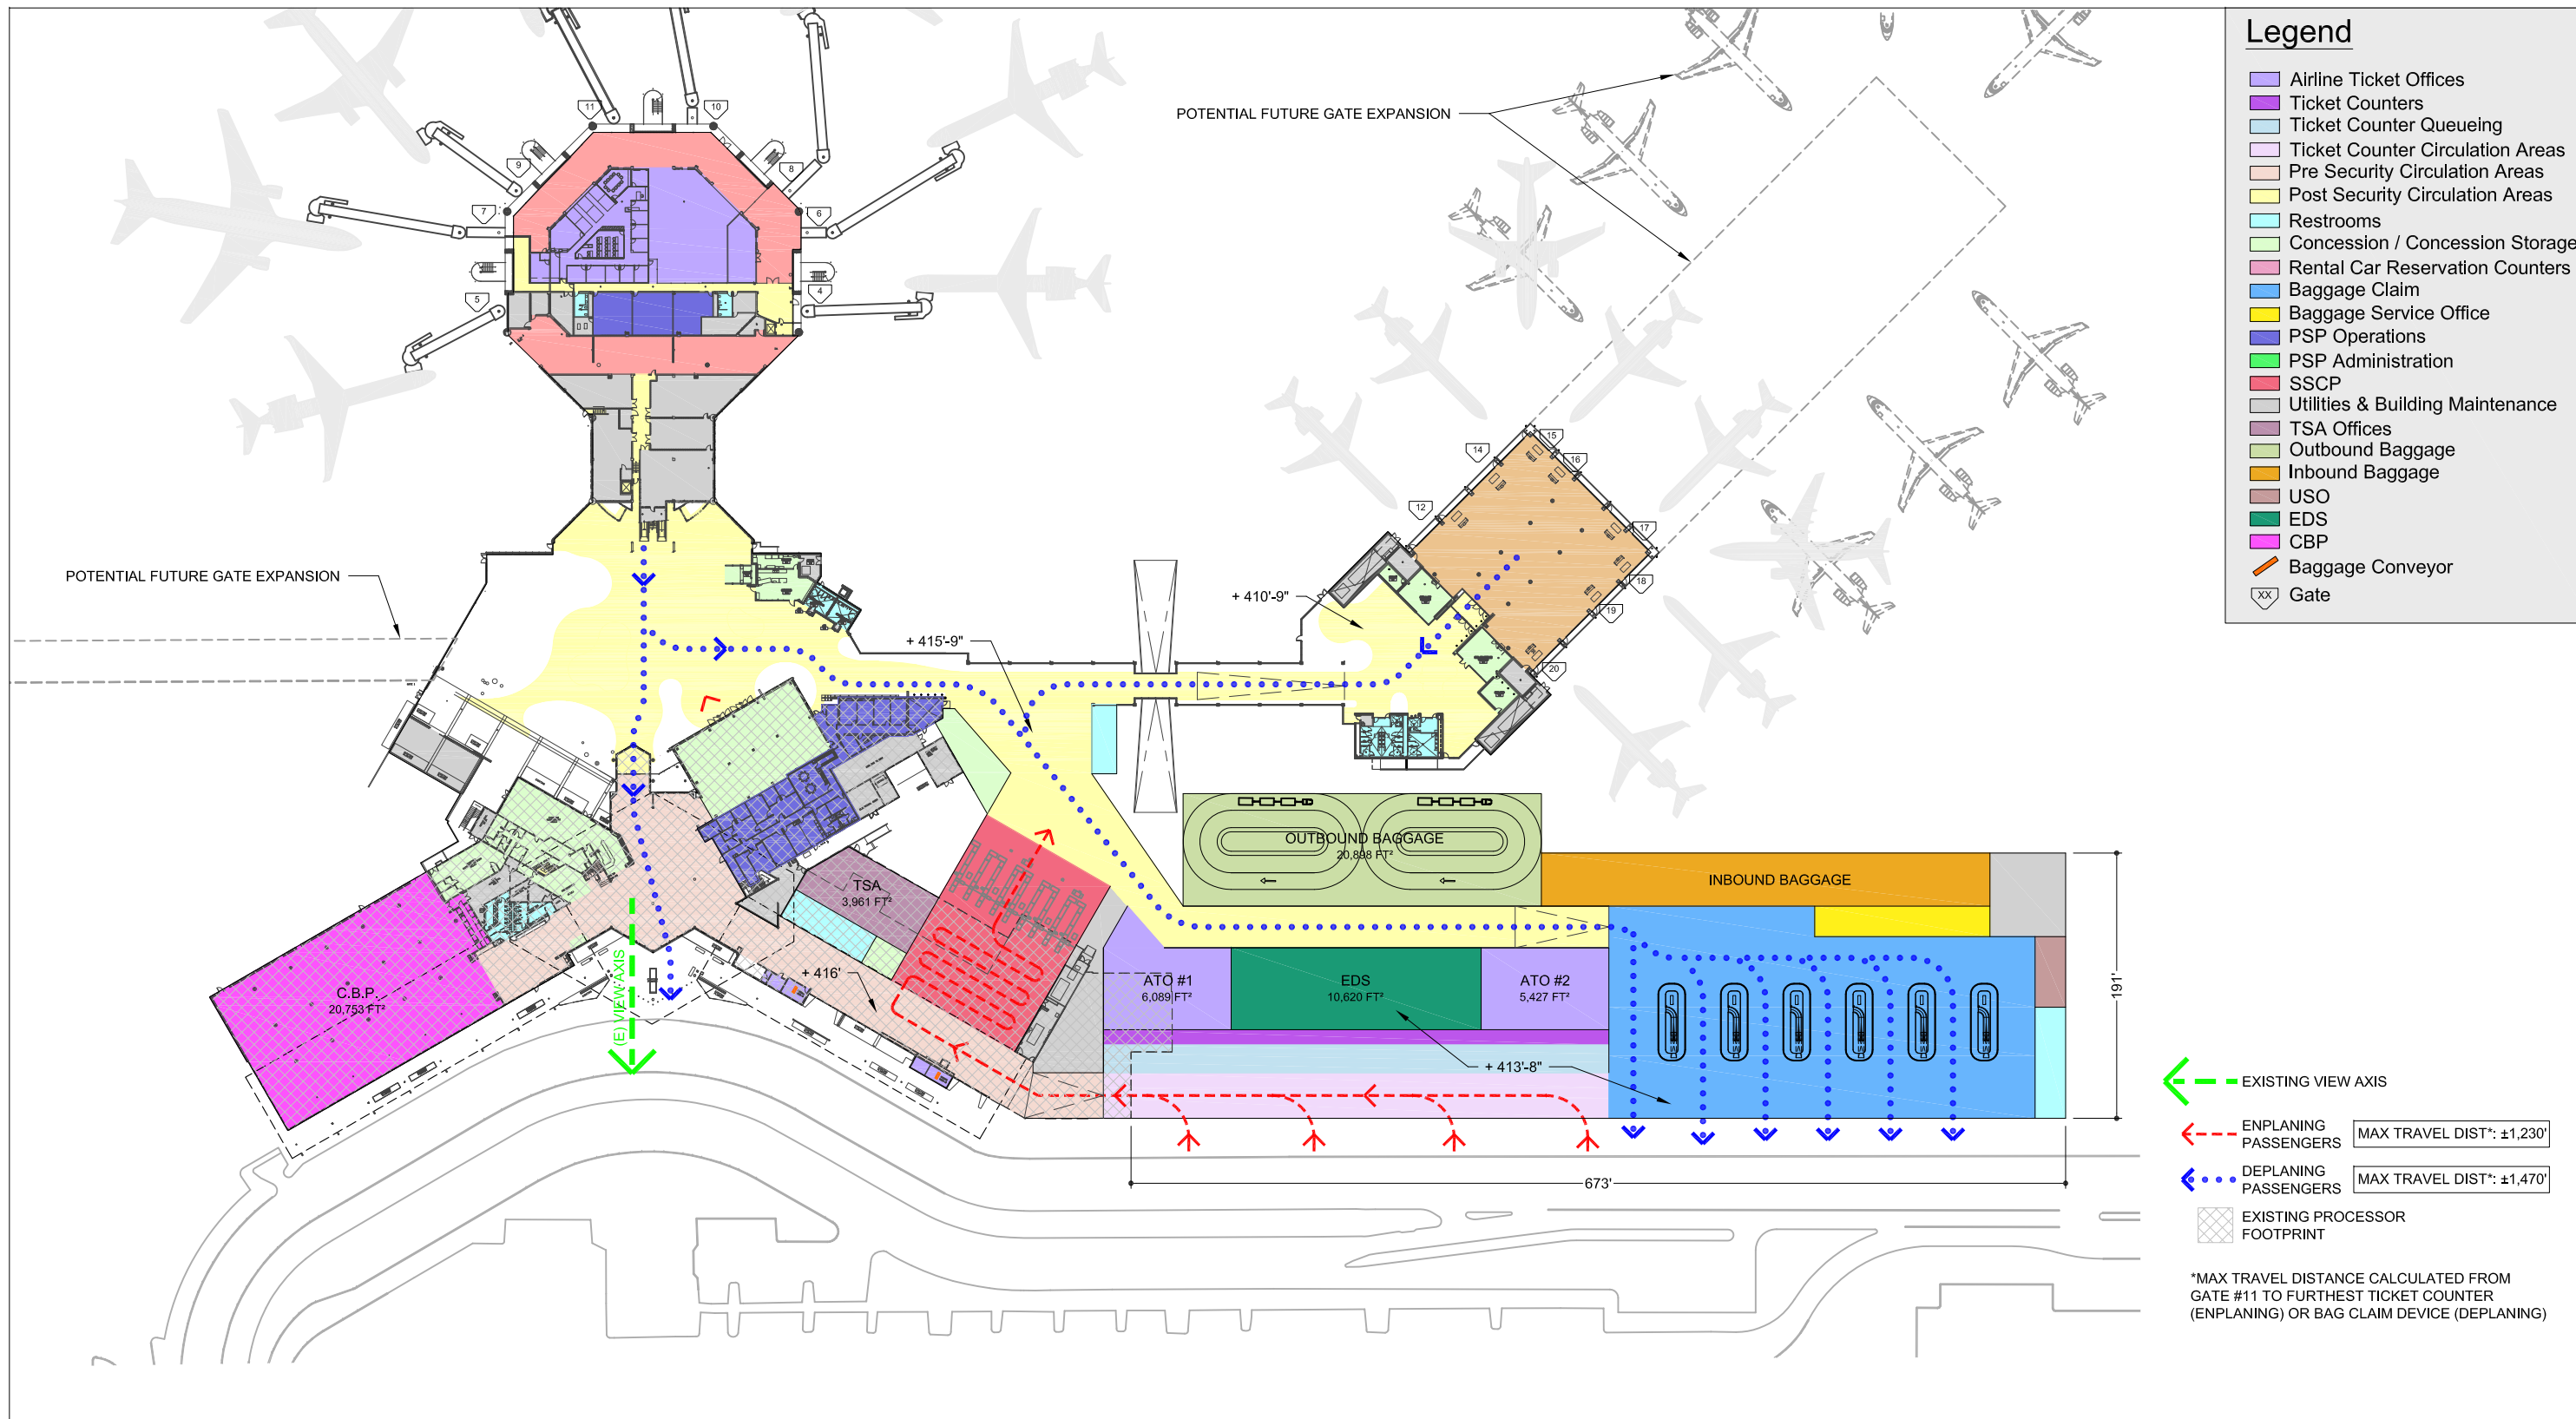 Legend
Airline Ticket Offices
Ticket Counters
Ticket Counter Queueing
Ticket Counter Circulation Areas
Pre Security Circulation Areas
Post Security Circulation Areas
Restrooms
Concession / Concession Storage
Rental Car Reservation Counters
Baggage Claim
Baggage Service Office
PSP Operations
PSP Administration
SSCP
Utilities & Building Maintenance
TSA Offices
Outbound Baggage
Inbound Baggage
USO
EDS
CBP
Baggage Conveyor
XX Gate
POTENTIAL FUTURE GATE EXPANSION
11
10
9
8
7
6
5
4
14
15
16
12
17
18
19
20
POTENTIAL FUTURE GATE EXPANSION
+ 410'-9"
+ 415'-9"
OUTBOUND BAGGAGE
20,898 FT²
INBOUND BAGGAGE
TSA
3,961 FT²
+ 416'
C.B.P.
20,753 FT²
(E) VIEW AXIS
ATO #1
6,089 FT²
EDS
10,620 FT²
ATO #2
5,427 FT²
+ 413'-8"
191'
673'
EXISTING VIEW AXIS
ENPLANING
PASSENGERS
MAX TRAVEL DIST*: ±1,230'
DEPLANING
PASSENGERS
MAX TRAVEL DIST*: ±1,470'
EXISTING PROCESSOR
FOOTPRINT
*MAX TRAVEL DISTANCE CALCULATED FROM
GATE #11 TO FURTHEST TICKET COUNTER
(ENPLANING) OR BAG CLAIM DEVICE (DEPLANING)